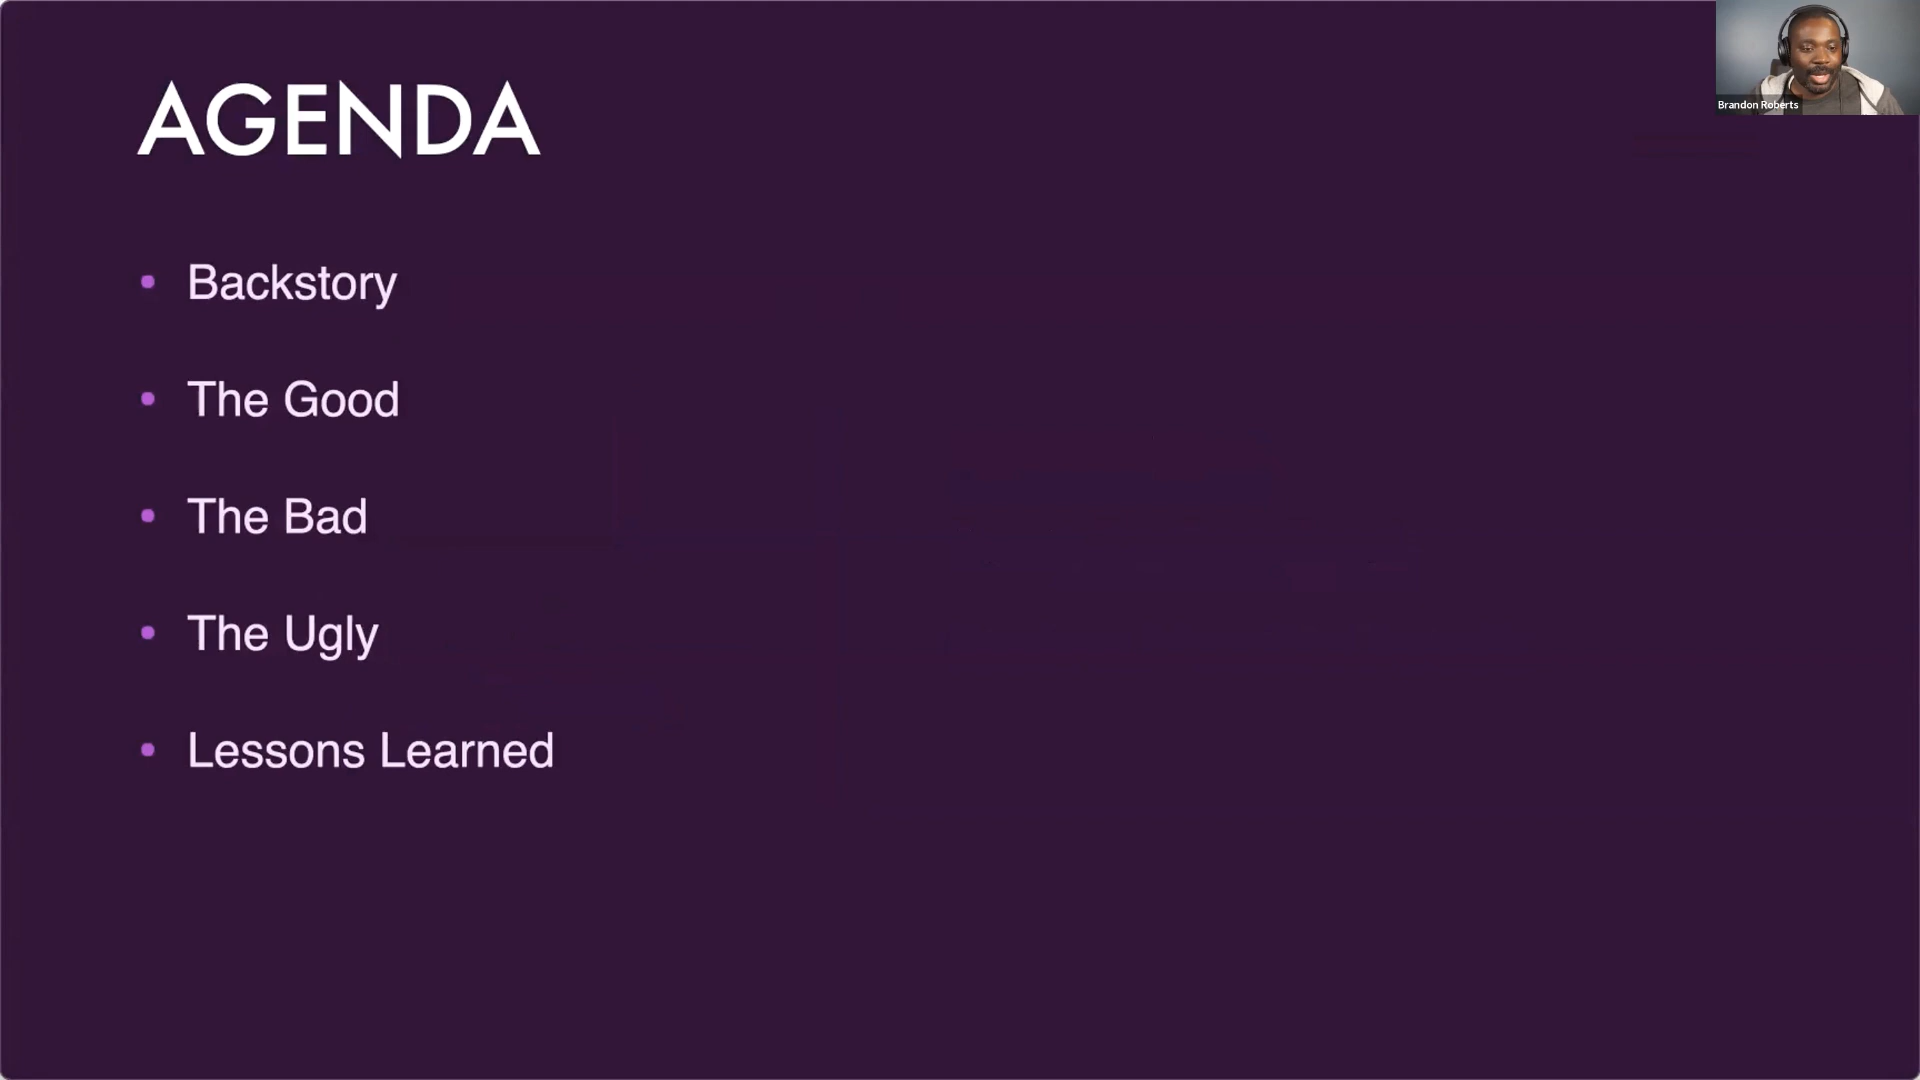 AGENDA
• Backstory
• The Good
• The Bad
• The Ugly
• Lessons Learned
Brandon Roberts